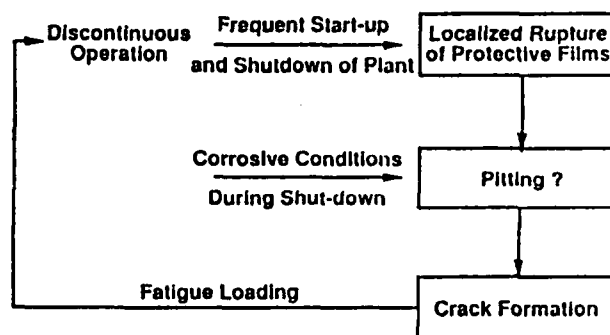 Discontinuous
Operation
Frequent Start-up
and Shutdown of Plant
Localized Rupture
of Protective Films
Corrosive Conditions
During Shut-down
Pitting ?
Fatigue Loading
Crack Formation